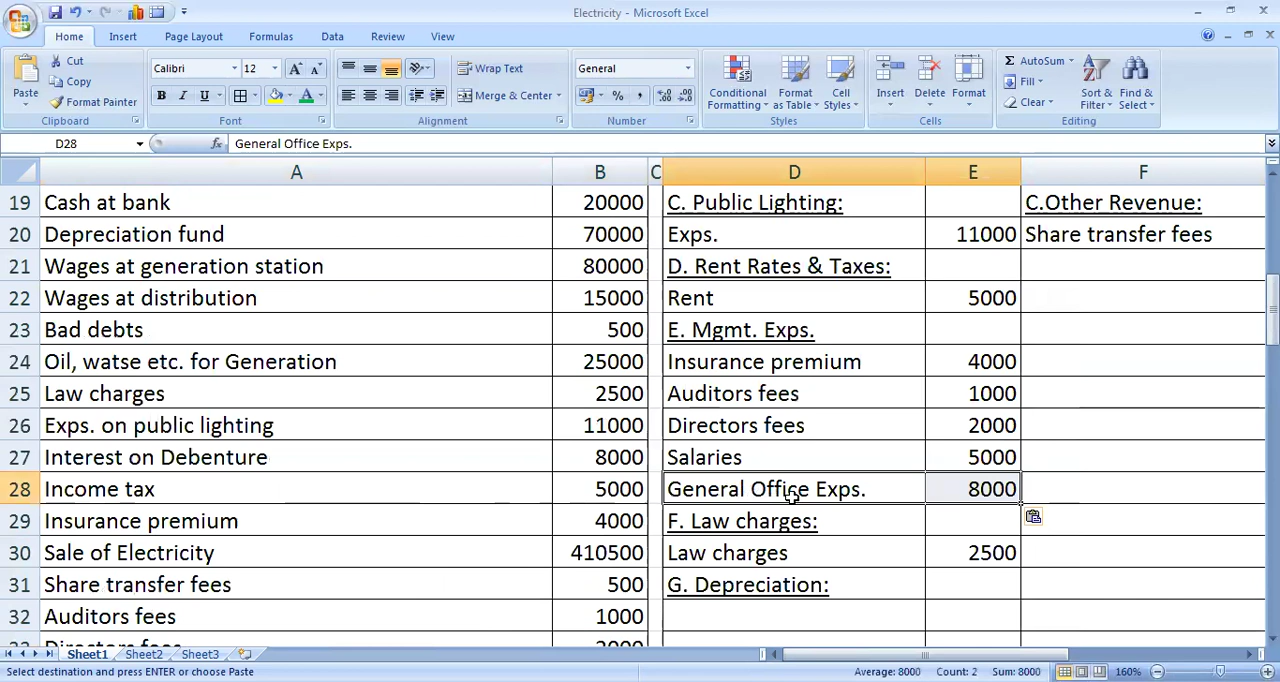 Electricity - Microsoft Excel
Home Insert Page Layout Formulas Data Review View
Paste
Cut
Copy
Format Painter
Clipboard
Calibri 12 A A
B I U A
Font
Wrap Text
Merge & Center
Alignment
General
% ,
Number
Conditional Formatting
Format as Table
Cell Styles
Styles
Insert Delete Format
Cells
Σ AutoSum
Fill
Clear
Sort & Filter
Find & Select
Editing
D28 fx General Office Exps.
A B C D E F
19 Cash at bank 20000 C. Public Lighting: C.Other Revenue:
20 Depreciation fund 70000 Exps. 11000 Share transfer fees
21 Wages at generation station 80000 D. Rent Rates & Taxes:
22 Wages at distribution 15000 Rent 5000
23 Bad debts 500 E. Mgmt. Exps.
24 Oil, watse etc. for Generation 25000 Insurance premium 4000
25 Law charges 2500 Auditors fees 1000
26 Exps. on public lighting 11000 Directors fees 2000
27 Interest on Debenture 8000 Salaries 5000
28 Income tax 5000 General Office Exps. 8000
29 Insurance premium 4000 F. Law charges:
30 Sale of Electricity 410500 Law charges 2500
31 Share transfer fees 500 G. Depreciation:
32 Auditors fees 1000
33 Directors fees 2000
Sheet1 Sheet2 Sheet3
Select destination and press ENTER or choose Paste Average: 8000 Count: 2 Sum: 8000 160%